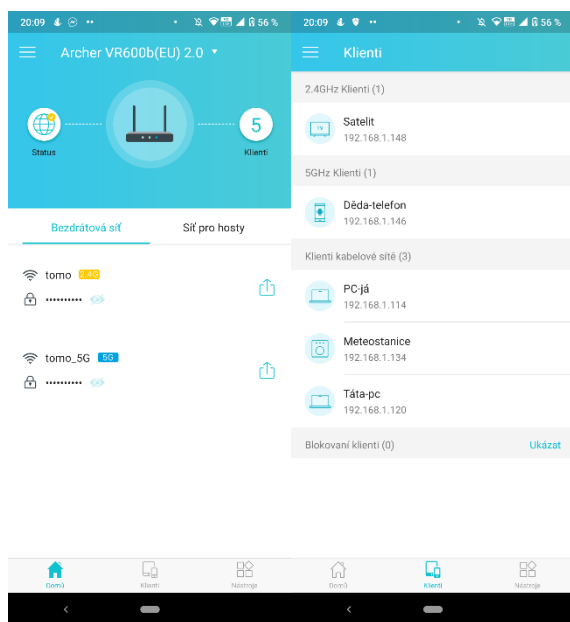 20:09
56 %
Archer VR600b(EU) 2.0
5
Status
Klienti
Bezdrátová síť
Síť pro hosty
tomo 2.4G
••••••••••
tomo_5G 5G
••••••••••
Domů
Klienti
Nástroje
20:09
56 %
Klienti
2.4GHz Klienti (1)
Satelit
192.168.1.148
5GHz Klienti (1)
Děda-telefon
192.168.1.146
Klienti kabelové sítě (3)
PC-já
192.168.1.114
Meteostanice
192.168.1.134
Táta-pc
192.168.1.120
Blokovaní klienti (0)
Ukázat
Domů
Klienti
Nástroje